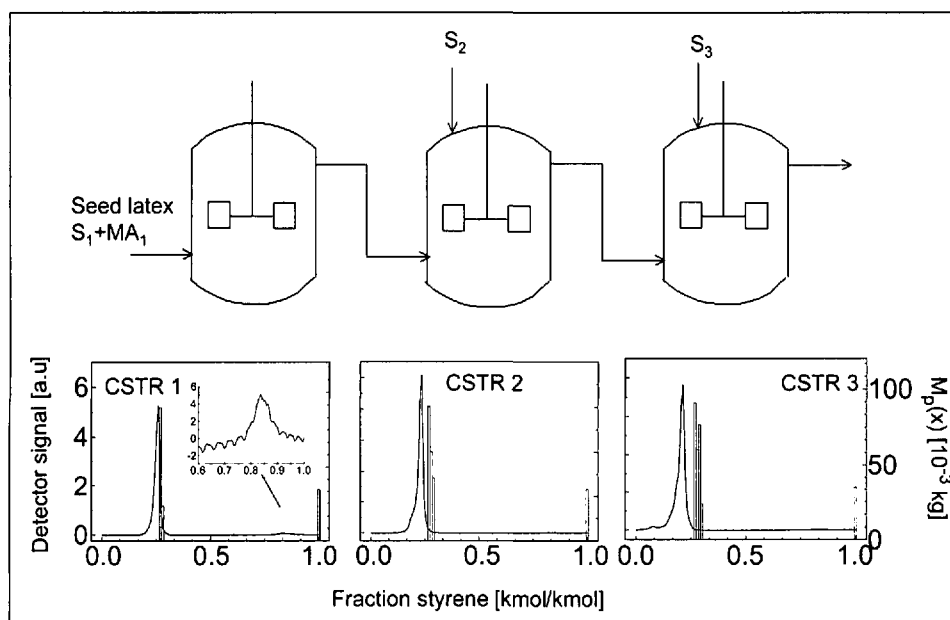 S2
S3
Seed latex
S1+MA1
CSTR 1
CSTR 2
CSTR 3
Detector signal [a.u]
6
4
2
0
6
4
2
0
-2
0.6 0.7 0.8 0.9 1.0
0.0 0.5 1.0
0.0 0.5 1.0
0.0 0.5 1.0
100
50
0
Mp(x) [10-3 kg]
Fraction styrene [kmol/kmol]